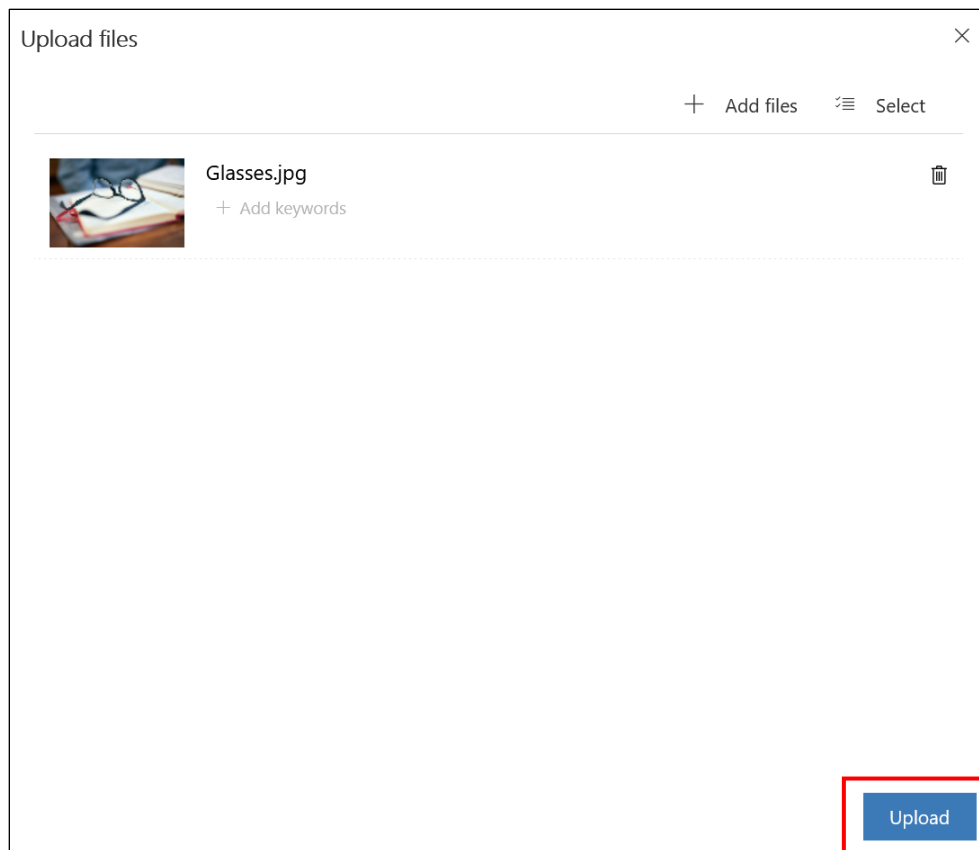 Upload files
Add files Select
Glasses.jpg
+ Add keywords
Upload